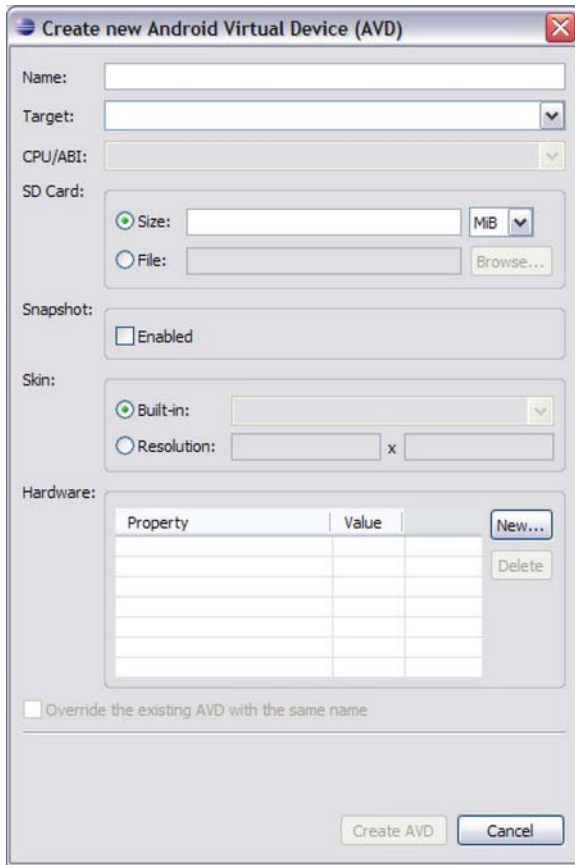 Create new Android Virtual Device (AVD)
Name:
Target:
CPU/ABI:
SD Card:
Size: MiB
File: Browse...
Snapshot:
Enabled
Skin:
Built-in:
Resolution: x
Hardware:
Property Value New...
Delete
Override the existing AVD with the same name
Create AVD Cancel